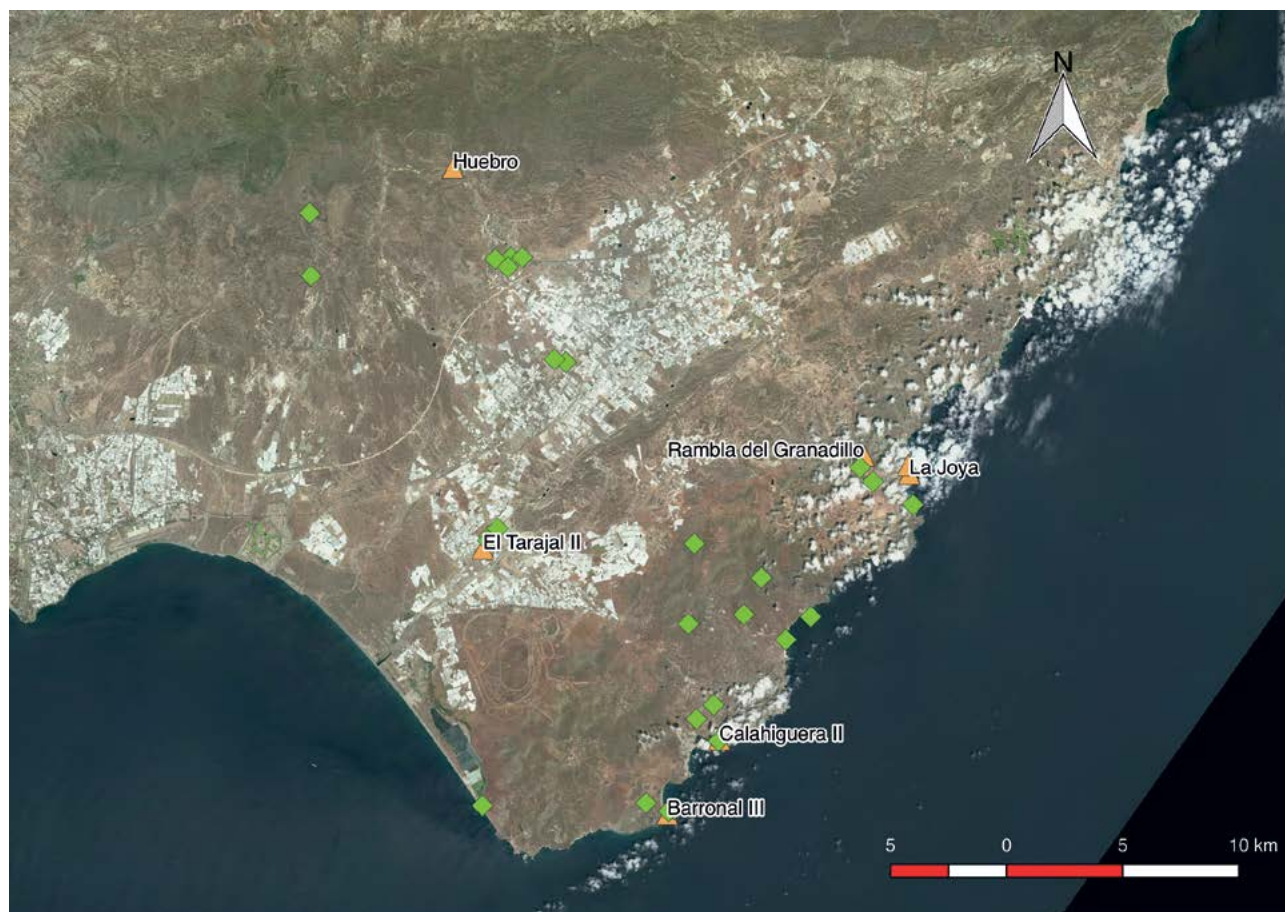 N
Huebro
Rambla del Granadillo
La Joya
El Tarajal II
Calahiguera II
Barronal III
5 0 5 10 km